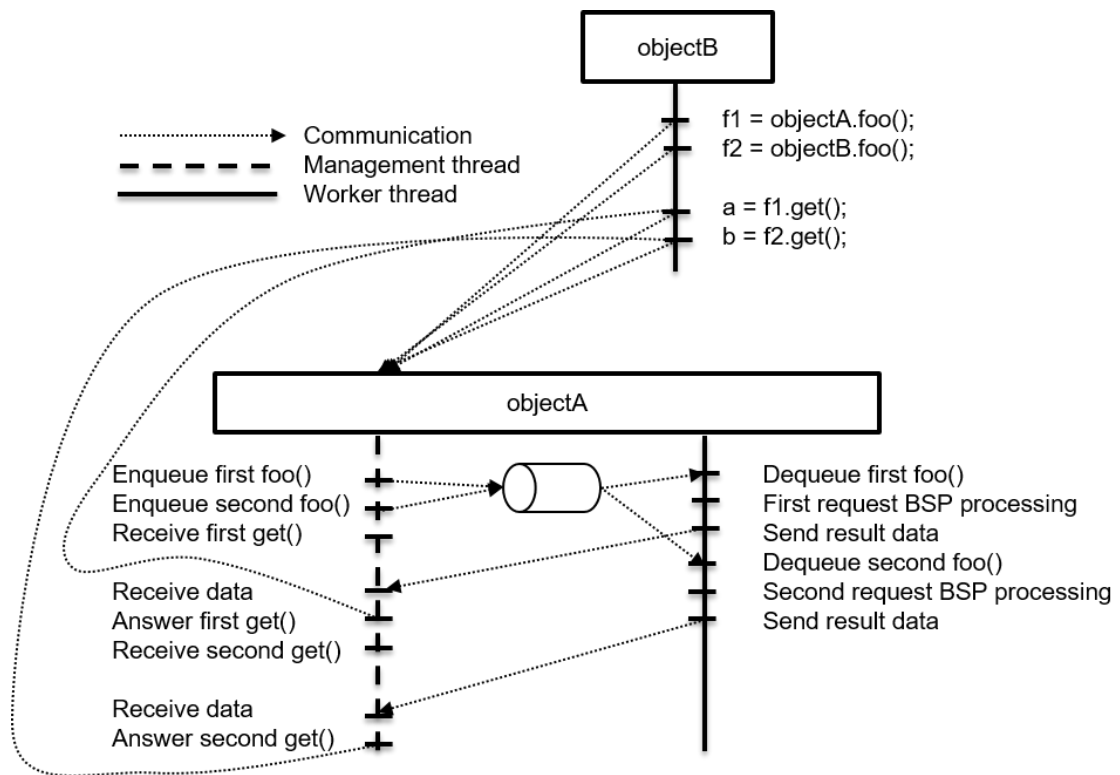 objectB
f1 = objectA.foo();
f2 = objectB.foo();
a = f1.get();
b = f2.get();
Communication
Management thread
Worker thread
objectA
Enqueue first foo()
Enqueue second foo()
Receive first get()
Receive data
Answer first get()
Receive second get()
Receive data
Answer second get()
Dequeue first foo()
First request BSP processing
Send result data
Dequeue second foo()
Second request BSP processing
Send result data